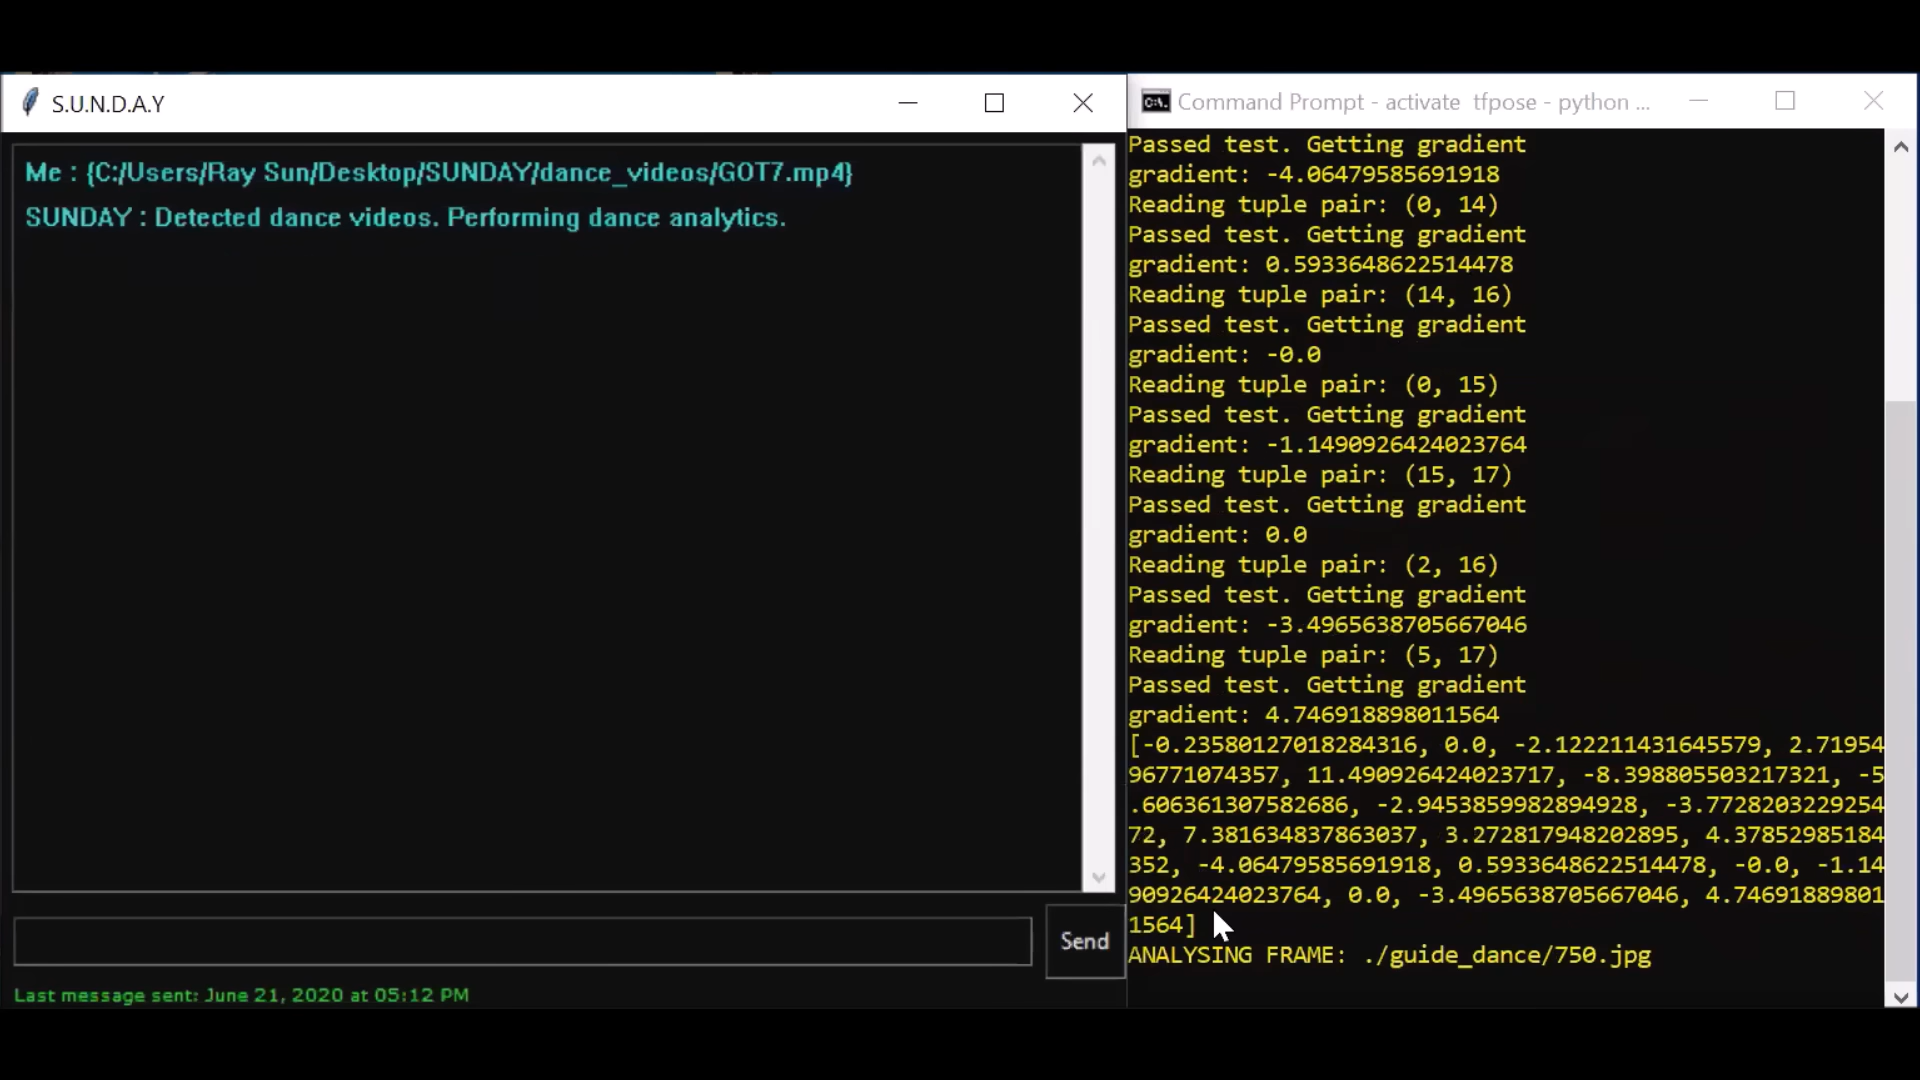 S.U.N.D.A.Y
Me : {C:/Users/Ray Sun/Desktop/SUNDAY/dance_videos/GOT7.mp4}
SUNDAY : Detected dance videos. Performing dance analytics.
Send
Last message sent: June 21, 2020 at 05:12 PM
Command Prompt - activate  tfpose - python ...
Passed test. Getting gradient
gradient: -4.06479585691918
Reading tuple pair: (0, 14)
Passed test. Getting gradient
gradient: 0.5933648622514478
Reading tuple pair: (14, 16)
Passed test. Getting gradient
gradient: -0.0
Reading tuple pair: (0, 15)
Passed test. Getting gradient
gradient: -1.1490926424023764
Reading tuple pair: (15, 17)
Passed test. Getting gradient
gradient: 0.0
Reading tuple pair: (2, 16)
Passed test. Getting gradient
gradient: -3.4965638705667046
Reading tuple pair: (5, 17)
Passed test. Getting gradient
gradient: 4.746918898011564
[-0.23580127018284316, 0.0, -2.122211431645579, 2.71954
96771074357, 11.490926424023717, -8.398805503217321, -5
.606361307582686, -2.9453859982894928, -3.7728203229254
72, 7.381634837863037, 3.272817948202895, 4.37852985184
352, -4.06479585691918, 0.5933648622514478, -0.0, -1.14
90926424023764, 0.0, -3.4965638705667046, 4.74691889801
1564]
ANALYSING FRAME: ./guide_dance/750.jpg